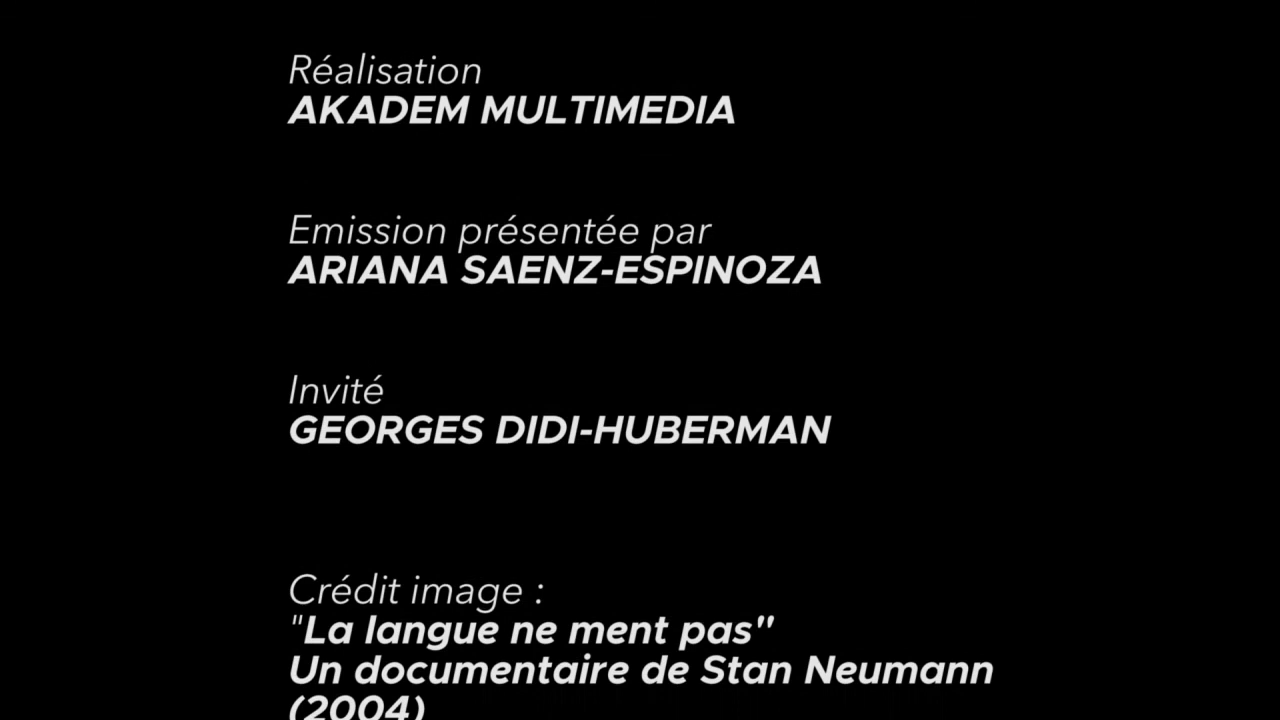 Réalisation
AKADEM MULTIMEDIA
Emission présentée par
ARIANA SAENZ-ESPINOZA
Invité
GEORGES DIDI-HUBERMAN
Crédit image :
"La langue ne ment pas"
Un documentaire de Stan Neumann
(2004)